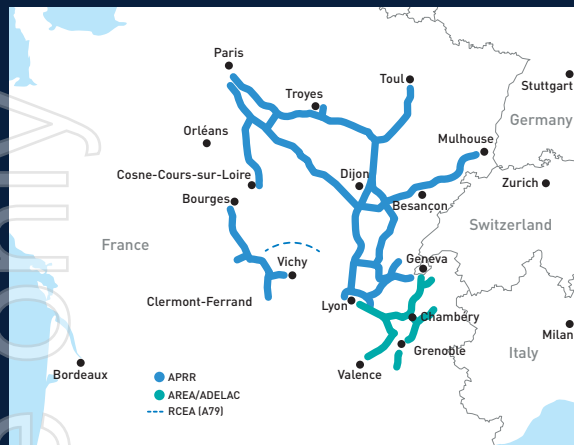 Paris
Troyes
Toul
Stuttgart
Germany
Orléans
Mulhouse
Cosne-Cours-sur-Loire
Dijon
Zurich
Bourges
Besançon
Switzerland
France
Geneva
Vichy
Clermont-Ferrand
Lyon
Chambéry
Milan
Grenoble
Italy
Valence
Bordeaux
APRR
AREA/ADELAC
RCEA (A79)